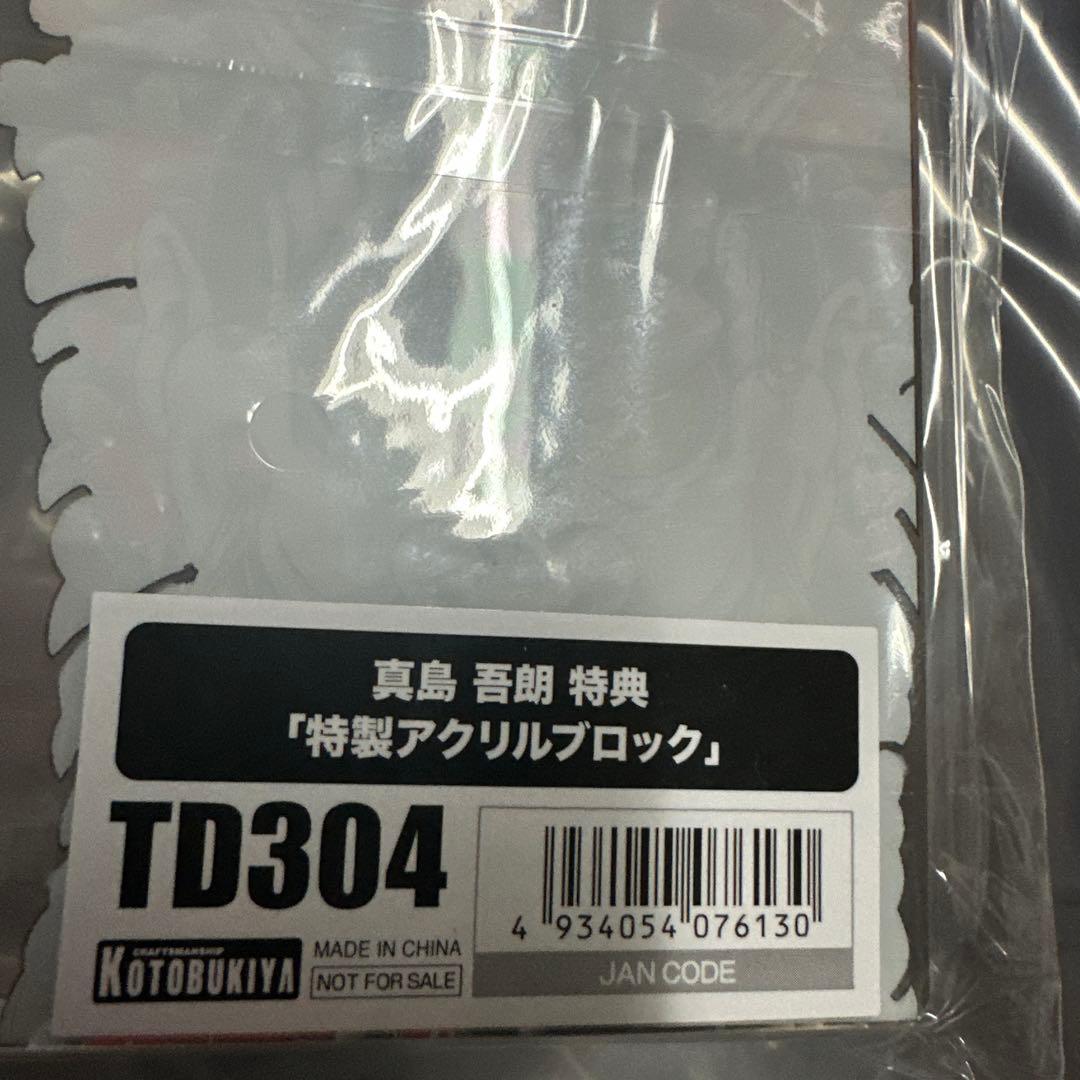 真島 吾朗 特典
「特製アクリルブロック」
TD304
4 934054 076130
JAN CODE
CRAFTSMANSHIP
KOTOBUKIYA
MADE IN CHINA
NOT FOR SALE